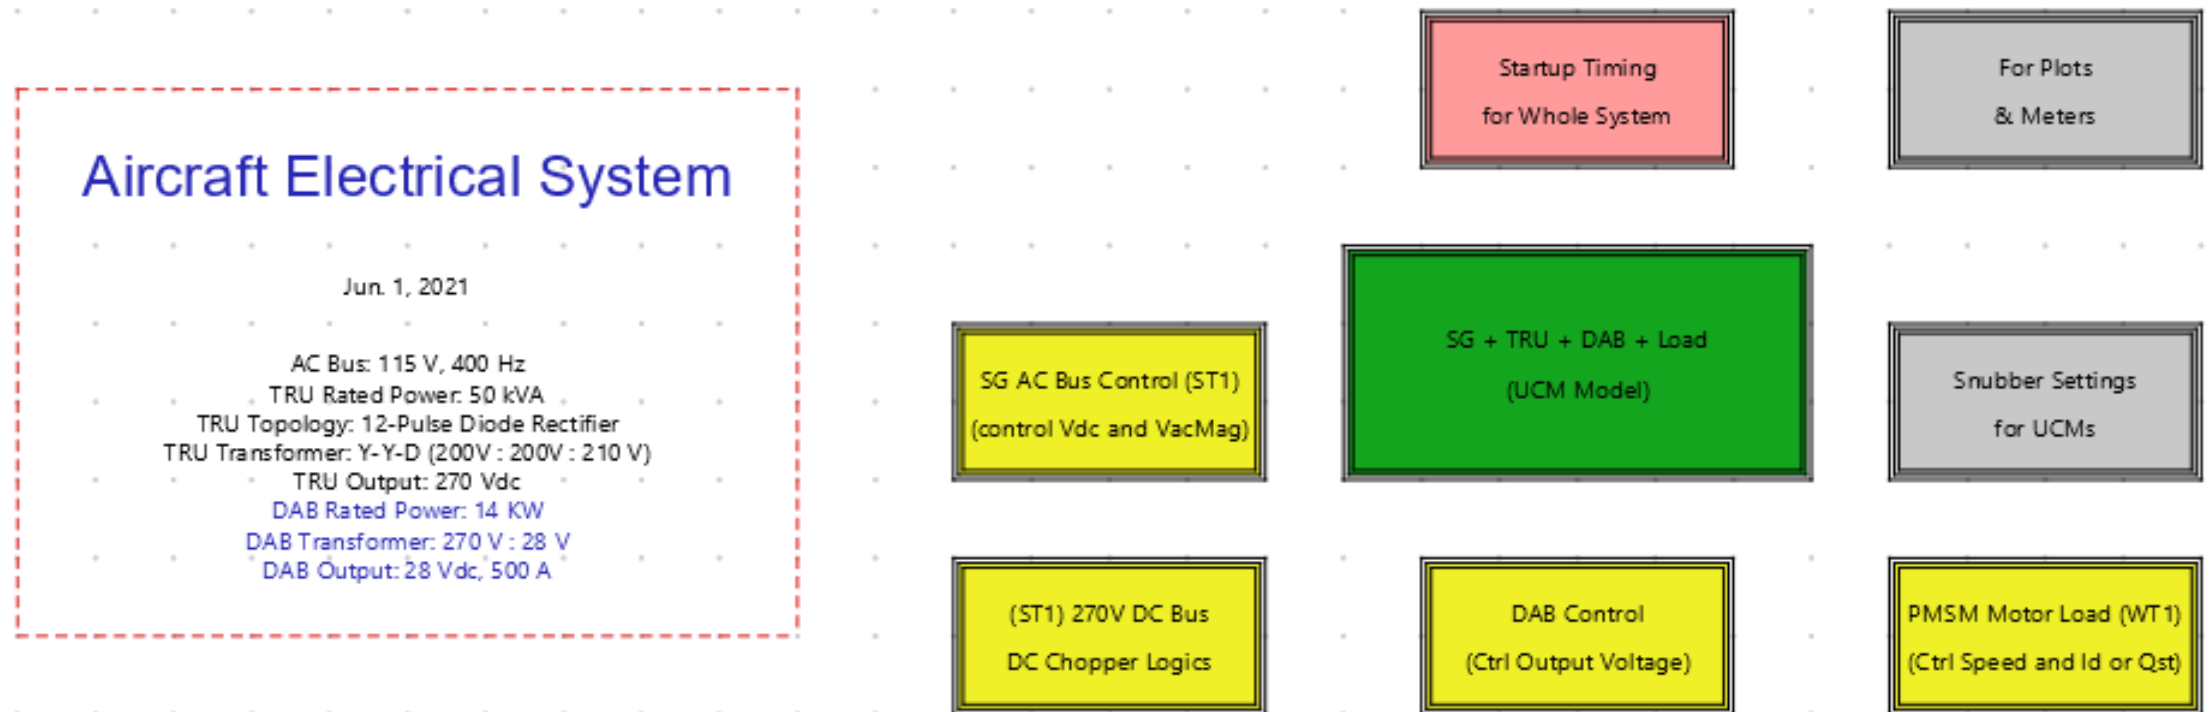 Aircraft Electrical System
Jun. 1, 2021
AC Bus: 115 V, 400 Hz
TRU Rated Power: 50 kVA
TRU Topology: 12-Pulse Diode Rectifier
TRU Transformer: Y-Y-D (200V : 200V : 210 V)
TRU Output: 270 Vdc
DAB Rated Power: 14 KW
DAB Transformer: 270 V : 28 V
DAB Output: 28 Vdc, 500 A
Startup Timing
for Whole System
For Plots
& Meters
SG AC Bus Control (ST1)
(control Vdc and VacMag)
SG + TRU + DAB + Load
(UCM Model)
Snubber Settings
for UCMs
(ST1) 270V DC Bus
DC Chopper Logics
DAB Control
(Ctrl Output Voltage)
PMSM Motor Load (WT1)
(Ctrl Speed and Id or Qst)